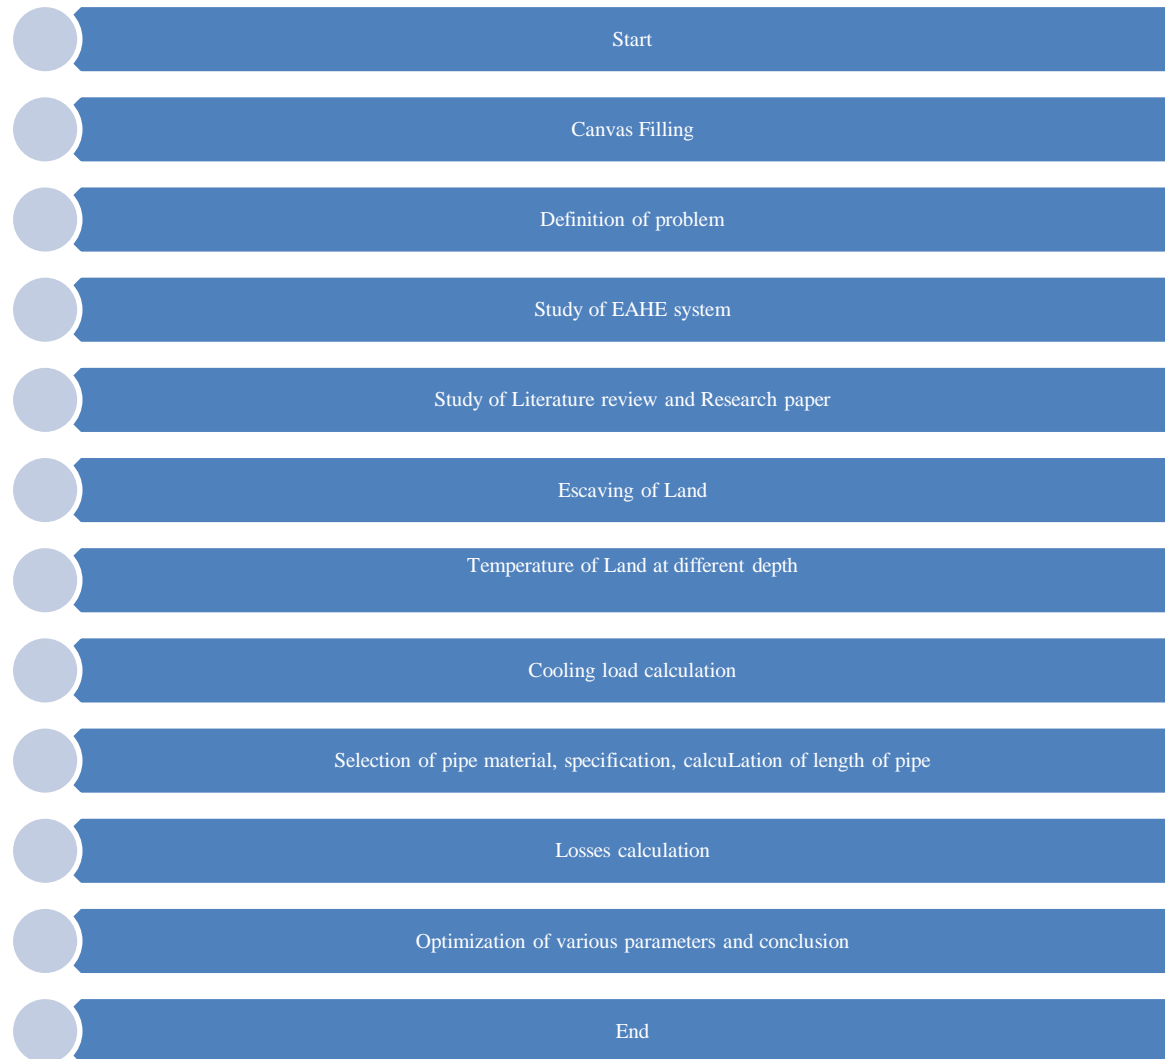 Start
Canvas Filling
Definition of problem
Study of EAHE system
Study of Literature review and Research paper
Escaving of Land
Temperature of Land at different depth
Cooling load calculation
Selection of pipe material, specification, calcuLation of length of pipe
Losses calculation
Optimization of various parameters and conclusion
End